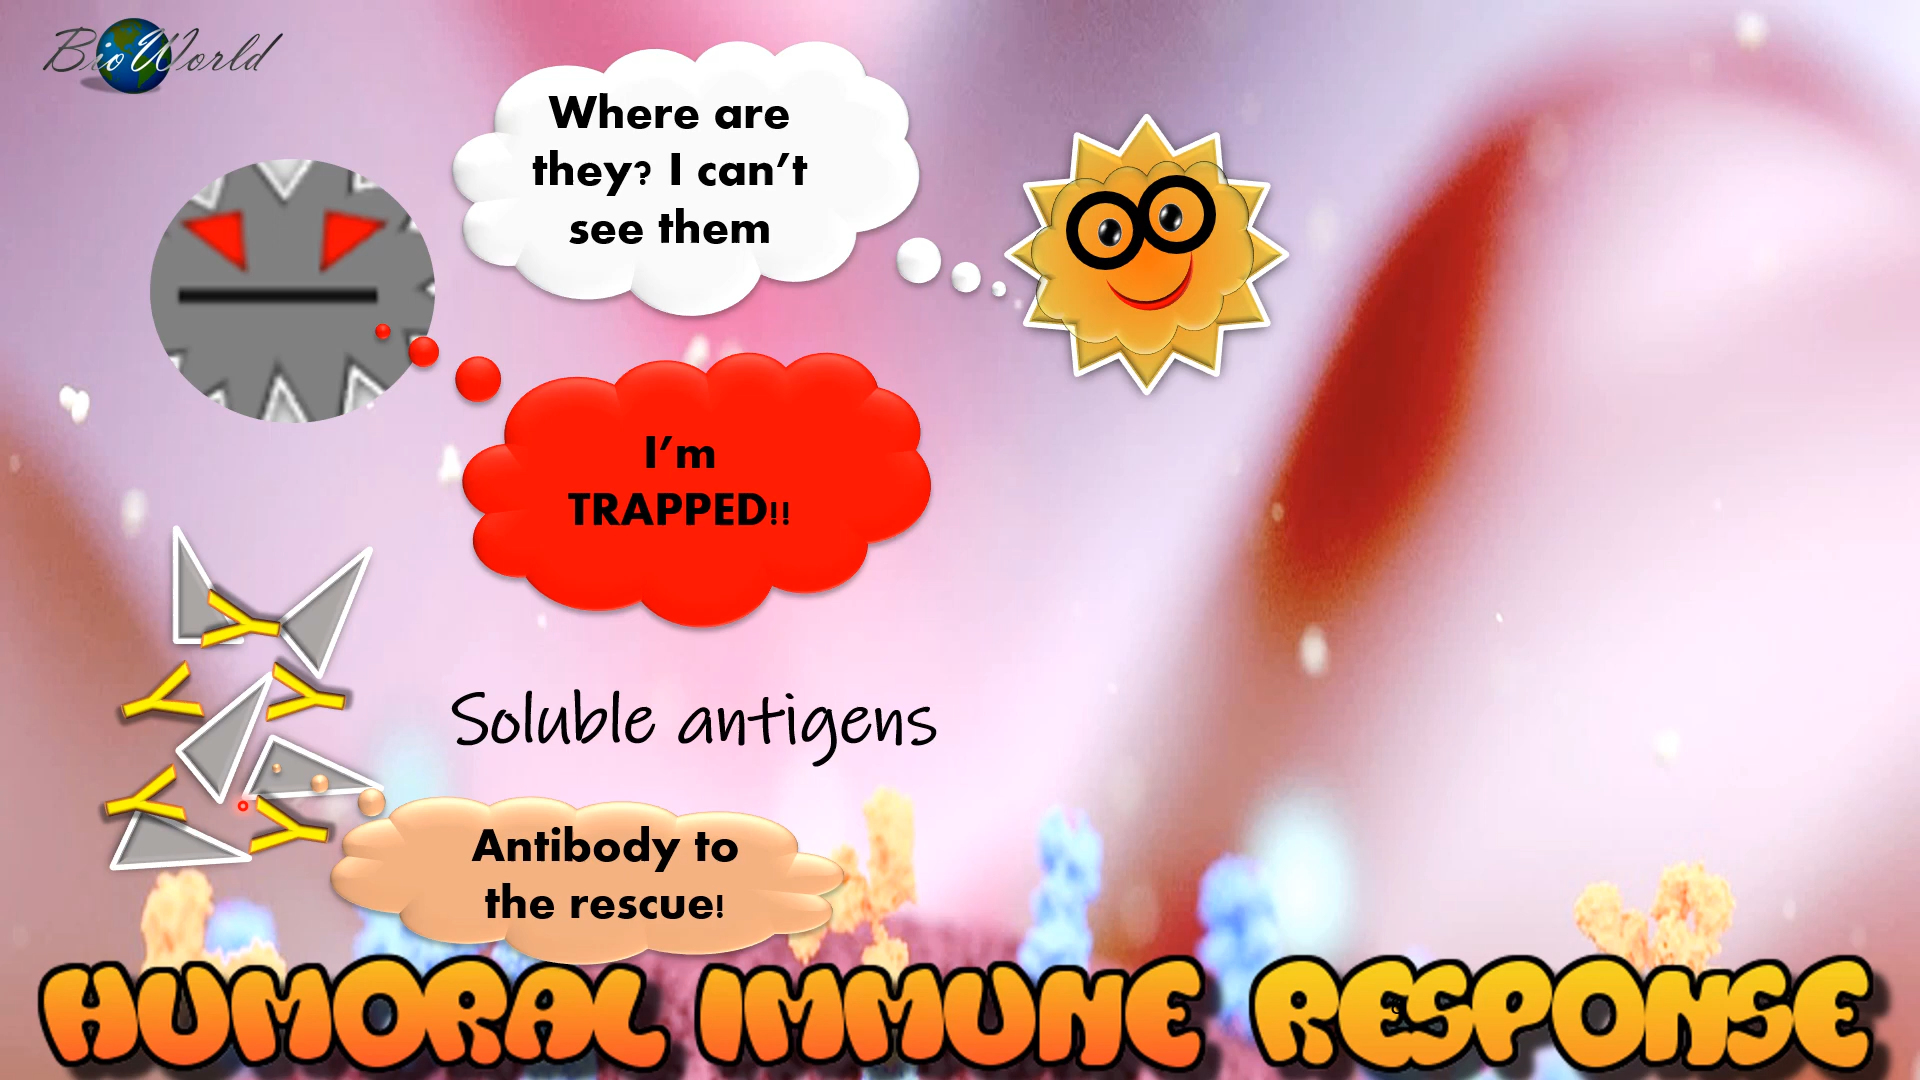 BioWorld
Where are
they? I can't
see them
I'm
TRAPPED!!
Soluble antigens
Antibody to
the rescue!
HUMORAL IMMUNE RESPONSE